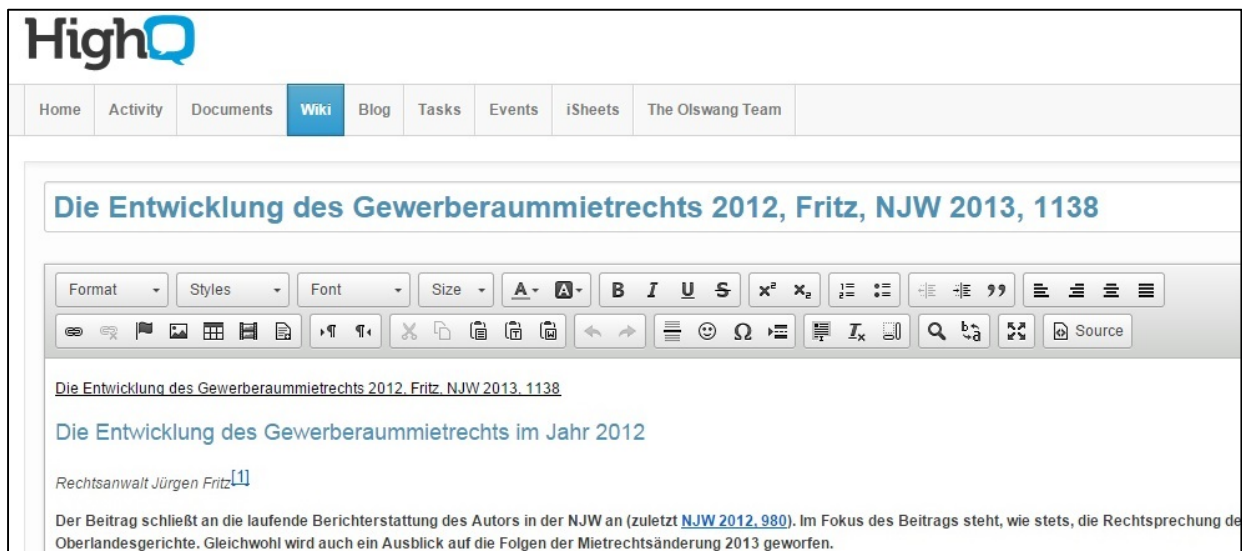 HighQ
Home Activity Documents Wiki Blog Tasks Events iSheets The Olswang Team
Die Entwicklung des Gewerberaummietrechts 2012, Fritz, NJW 2013, 1138
Format Styles Font Size A A B I U S x² x₂ ,,
Source
Die Entwicklung des Gewerberaummietrechts 2012, Fritz, NJW 2013, 1138
Die Entwicklung des Gewerberaummietrechts im Jahr 2012
Rechtsanwalt Jürgen Fritz[1]
Der Beitrag schließt an die laufende Berichterstattung des Autors in der NJW an (zuletzt NJW 2012, 980). Im Fokus des Beitrags steht, wie stets, die Rechtsprechung de
Oberlandesgerichte. Gleichwohl wird auch ein Ausblick auf die Folgen der Mietrechtsänderung 2013 geworfen.